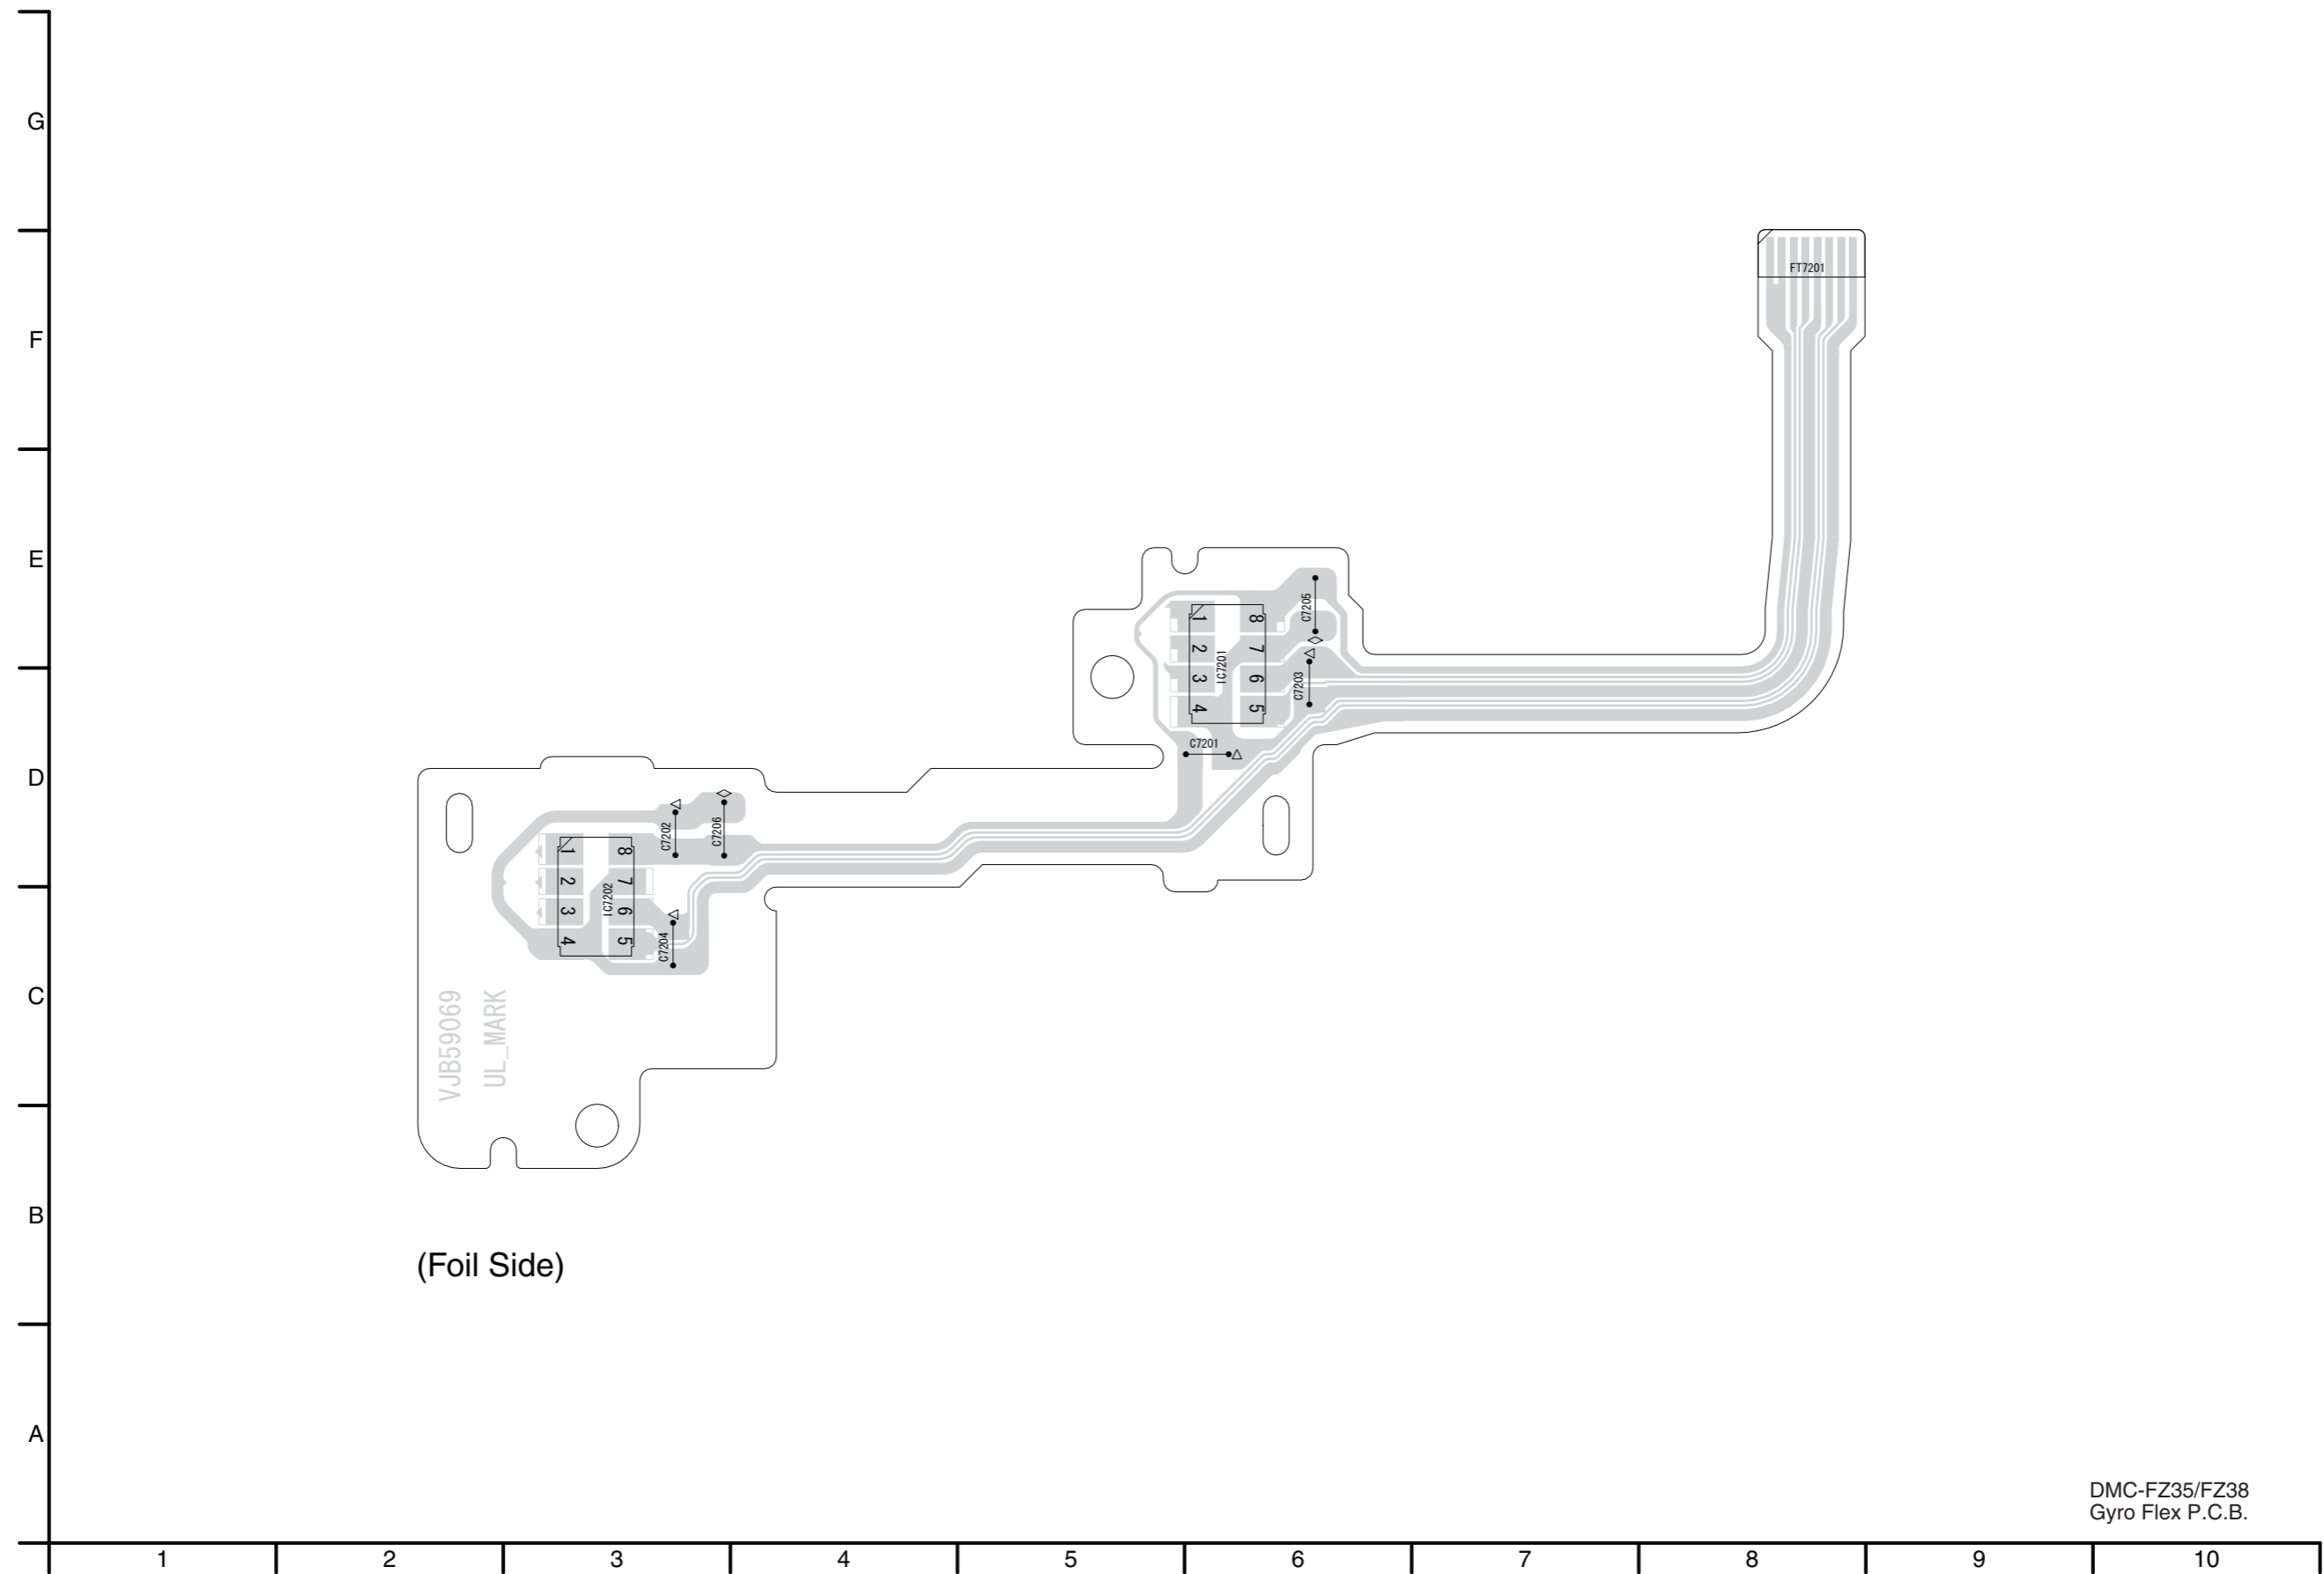 G
F
E
D
C
B
A
FT7201
1
2
3
4
8
7
6
5
IC7201
C7205
C7203
C7201
1
2
3
4
8
7
6
5
IC7202
C7202
C7206
C7204
VJB59069
UL_MARK
(Foil Side)
DMC-FZ35/FZ38
Gyro Flex P.C.B.
1 2 3 4 5 6 7 8 9 10